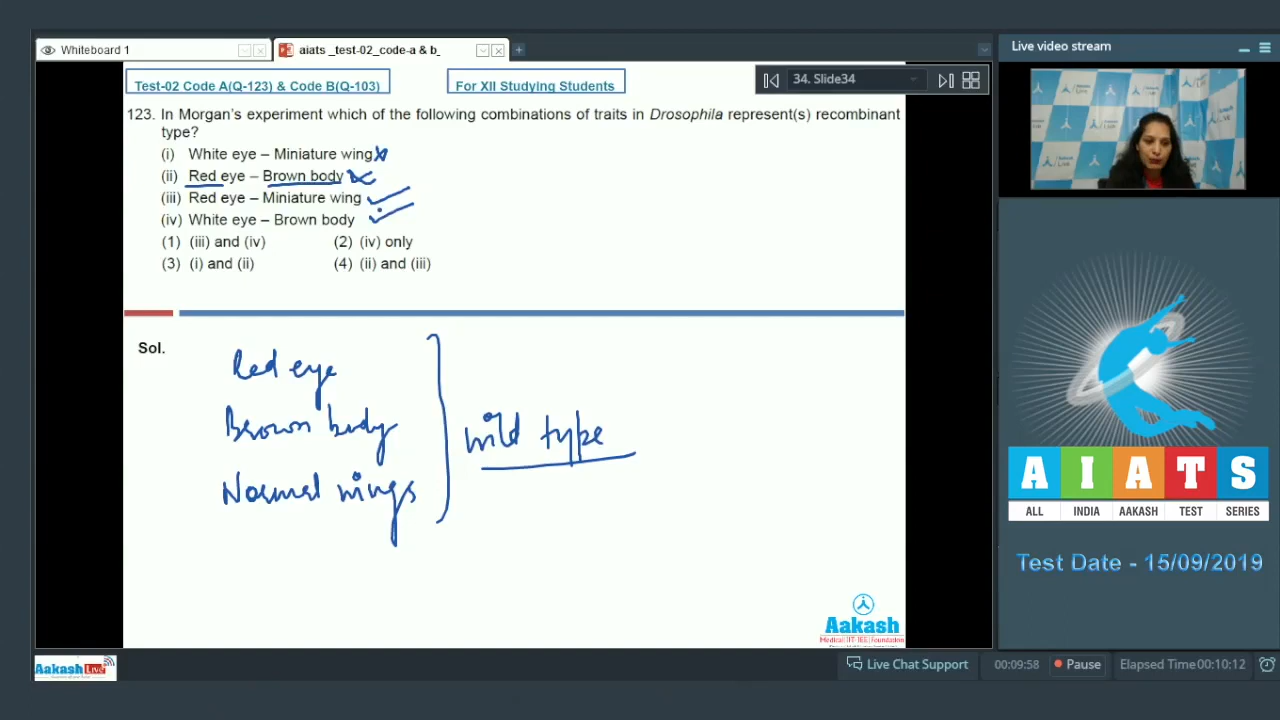 Whiteboard 1
aiats _test-02_code-a & b_
Live video stream
Test-02 Code A(Q-123) & Code B(Q-103)
For XII Studying Students
34. Slide34
123. In Morgan's experiment which of the following combinations of traits in Drosophila represent(s) recombinant
type?
(i) White eye – Miniature wing
(ii) Red eye – Brown body
(iii) Red eye – Miniature wing
(iv) White eye – Brown body
(1) (iii) and (iv) (2) (iv) only
(3) (i) and (ii) (4) (ii) and (iii)
Sol.
Red eye
Brown body
Normal wings
wild type
A I A T S
ALL INDIA AAKASH TEST SERIES
Test Date - 15/09/2019
Aakash
Medical|IIT-JEE|Foundation
Aakash Live
Live Chat Support
00:09:58
Pause
Elapsed Time 00:10:12